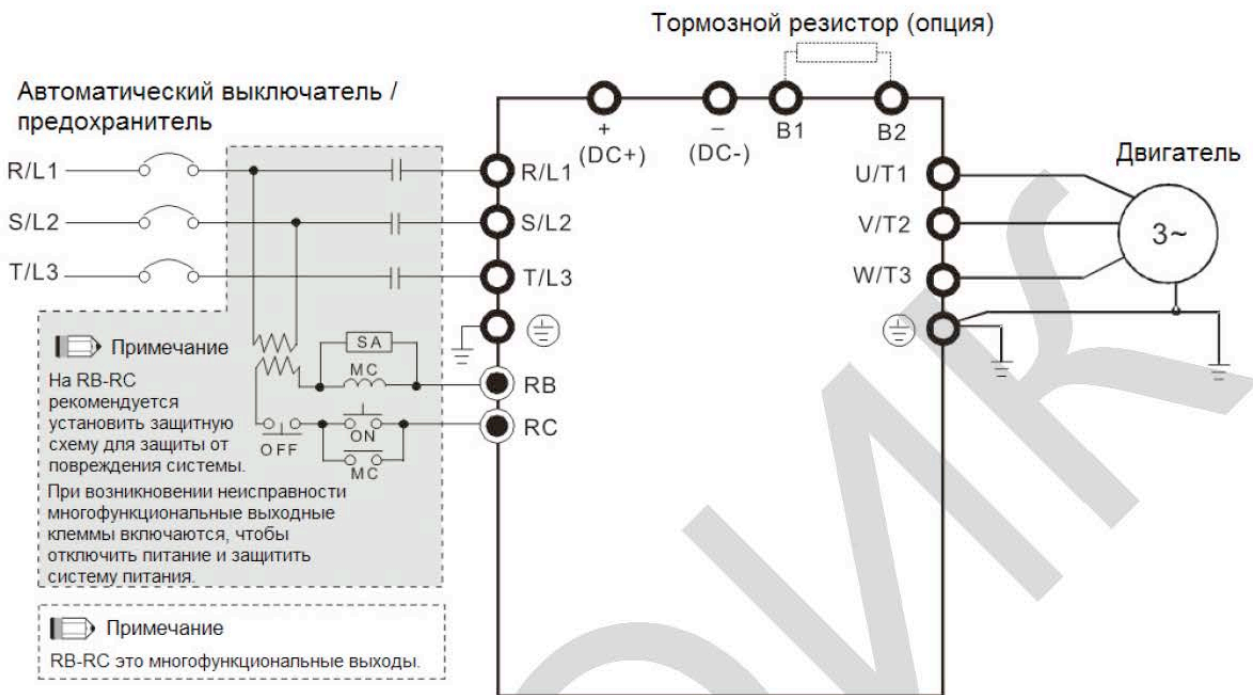 Тормозной резистор (опция)
Автоматический выключатель /
предохранитель
+
(DC+)
–
(DC-)
B1
B2
Двигатель
R/L1
R/L1
U/T1
S/L2
S/L2
V/T2
3~
T/L3
T/L3
W/T3
Примечание
SA
MC
RB
На RB-RC
рекомендуется
установить защитную
схему для защиты от
повреждения системы.
OFF
ON
MC
RC
При возникновении неисправности
многофункциональные выходные
клеммы включаются, чтобы
отключить питание и защитить
систему питания.
Примечание
RB-RC это многофункциональные выходы.